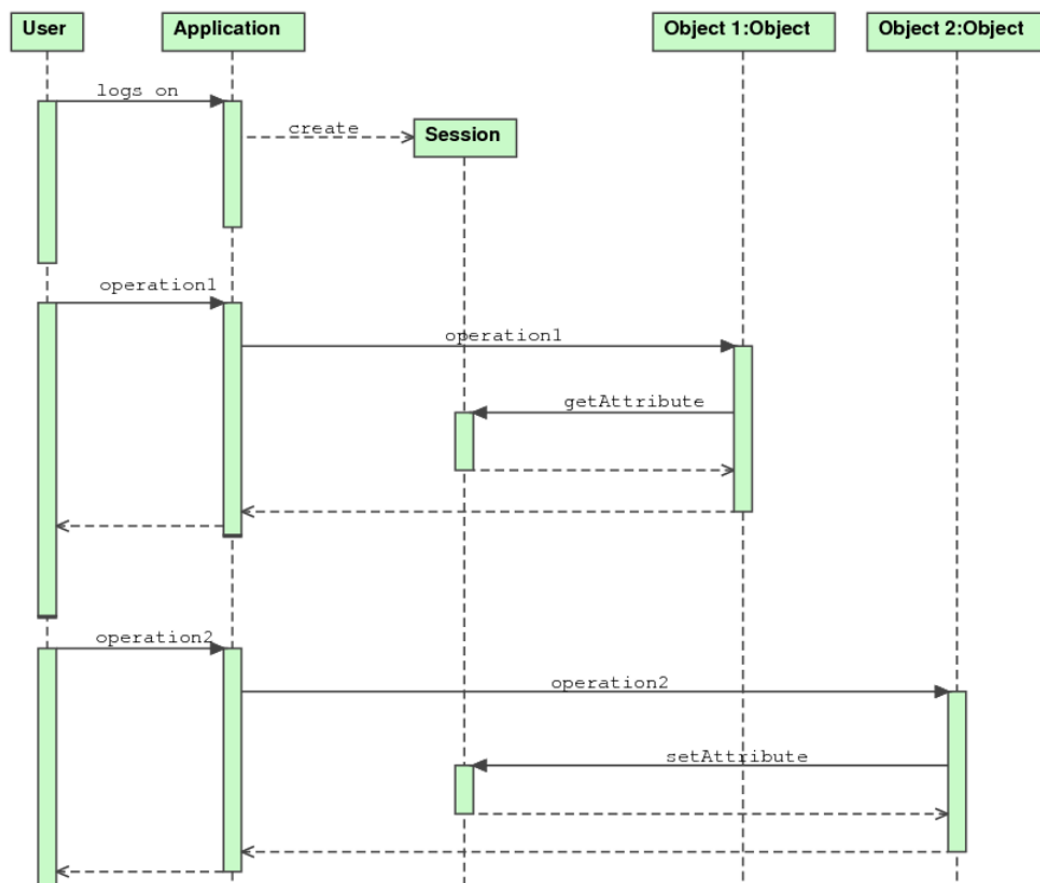 User
Application
Object 1:Object
Object 2:Object
logs on
create
Session
operation1
operation1
getAttribute
operation2
operation2
setAttribute